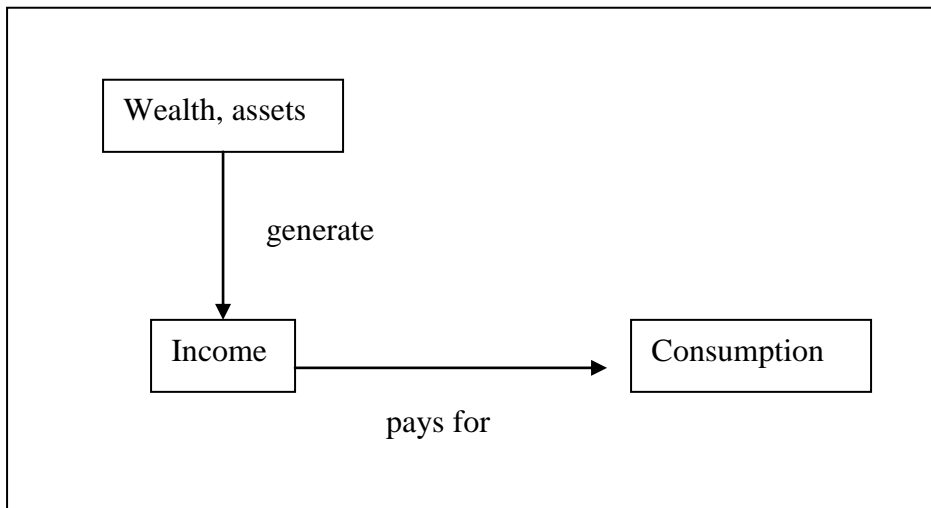 Wealth, assets
generate
Income
Consumption
pays for